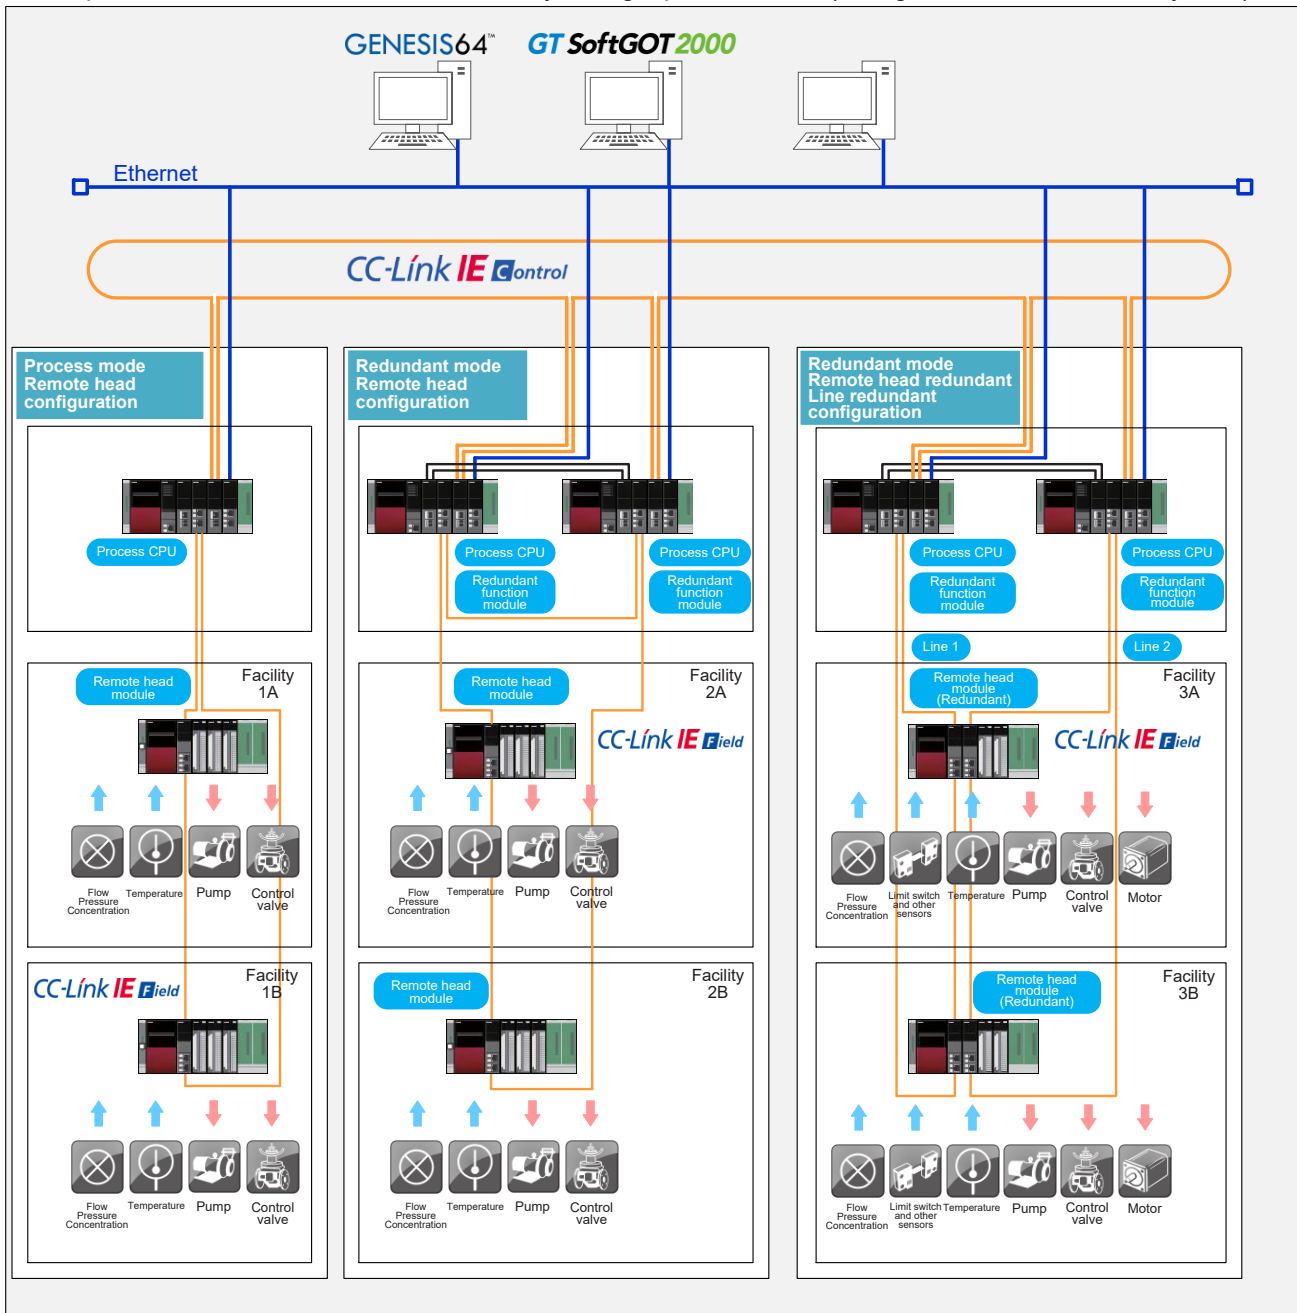 GENESIS64™
GT SoftGOT2000
Ethernet
CC-Link IE Control
Process mode
Remote head
configuration
Process CPU
Remote head
module
Facility
1A
Flow
Pressure
Concentration
Temperature
Pump
Control
valve
CC-Link IE Field
Facility
1B
Flow
Pressure
Concentration
Temperature
Pump
Control
valve
Redundant mode
Remote head
configuration
Process CPU
Redundant
function
module
Process CPU
Redundant
function
module
Remote head
module
Facility
2A
CC-Link IE Field
Flow
Pressure
Concentration
Temperature
Pump
Control
valve
Remote head
module
Facility
2B
Flow
Pressure
Concentration
Temperature
Pump
Control
valve
Redundant mode
Remote head redundant
Line redundant
configuration
Process CPU
Redundant
function
module
Process CPU
Redundant
function
module
Line 1
Line 2
Remote head
module
(Redundant)
Facility
3A
CC-Link IE Field
Flow
Pressure
Concentration
Limit switch
and other
sensors
Temperature
Pump
Control
valve
Motor
Remote head
module
(Redundant)
Facility
3B
Flow
Pressure
Concentration
Limit switch
and other
sensors
Temperature
Pump
Control
valve
Motor